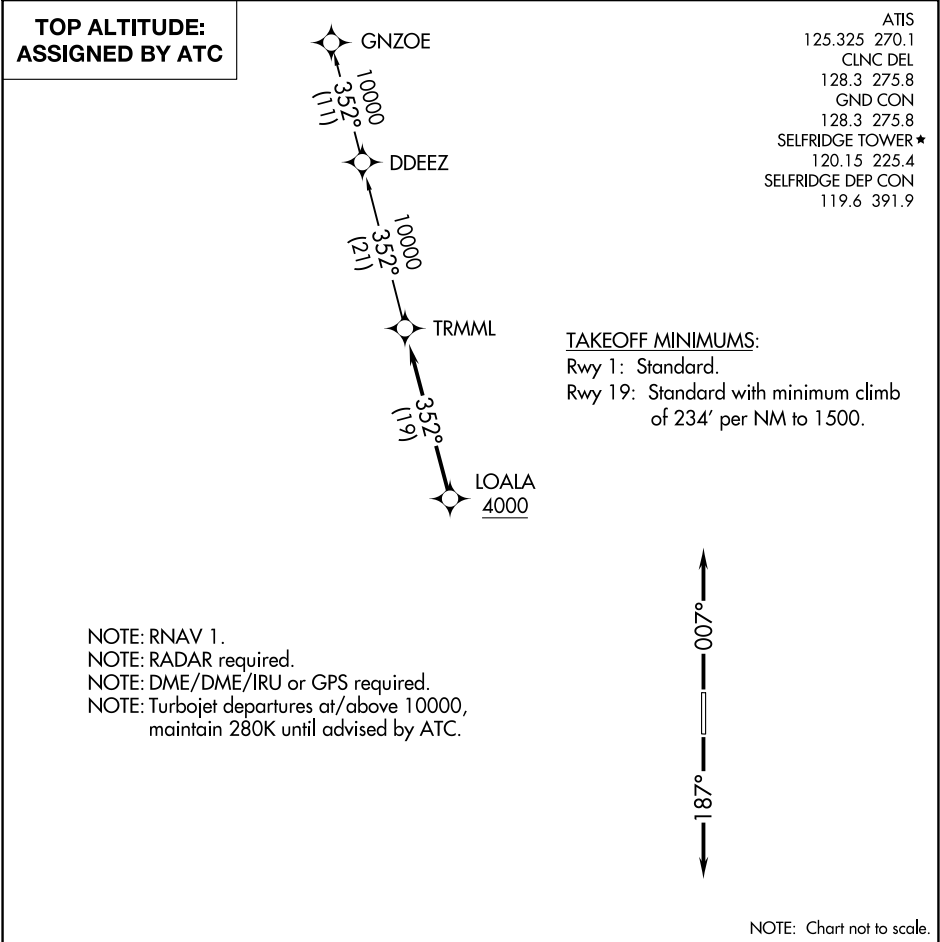 TOP ALTITUDE:
ASSIGNED BY ATC
ATIS
125.325 270.1
CLNC DEL
128.3 275.8
GND CON
128.3 275.8
SELFRIDGE TOWER★
120.15 225.4
SELFRIDGE DEP CON
119.6 391.9
GNZOE
10000
352°
(11)
DDEEZ
10000
352°
(21)
TRMML
352°
(19)
LOALA
4000
TAKEOFF MINIMUMS:
Rwy 1: Standard.
Rwy 19: Standard with minimum climb
of 234' per NM to 1500.
NOTE: RNAV 1.
NOTE: RADAR required.
NOTE: DME/DME/IRU or GPS required.
NOTE: Turbojet departures at/above 10000,
maintain 280K until advised by ATC.
007°
187°
NOTE: Chart not to scale.